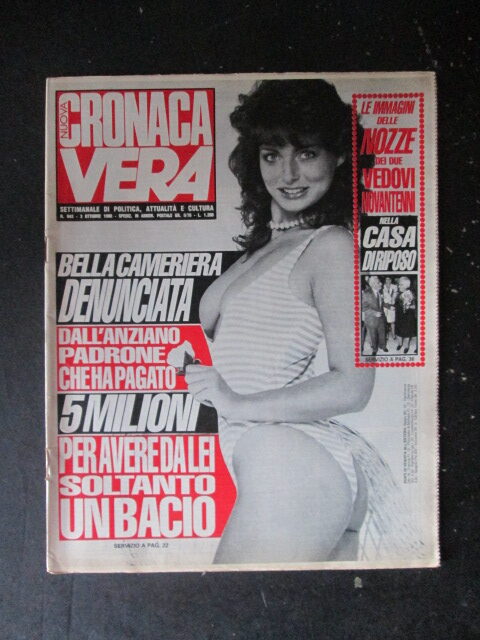 NUOVA
CRONACA
VERA
SETTIMANALE DI POLITICA, ATTUALITÀ E CULTURA
BELLA CAMERIERA
DENUNCIATA
DALL'ANZIANO
PADRONE
CHE HA PAGATO
5 MILIONI
PER AVERE DA LEI
SOLTANTO
UN BACIO
SERVIZIO A PAG. 22
LE IMMAGINI
DELLE
NOZZE
DEI DUE
VEDOVI
NOVANTENNI
NELLA
CASA
DI RIPOSO
SERVIZIO A PAG. 36